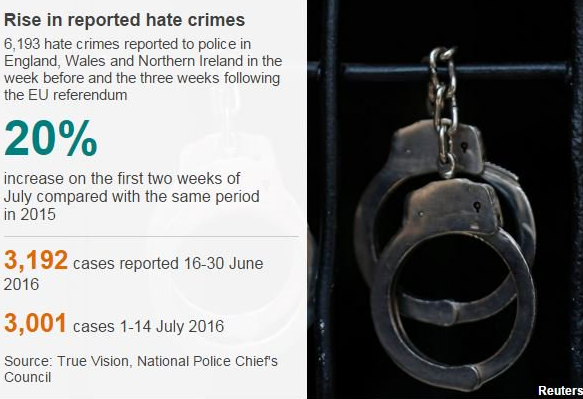 Rise in reported hate crimes
6,193 hate crimes reported to police in
England, Wales and Northern Ireland in the
week before and the three weeks following
the EU referendum
20%
increase on the first two weeks of
July compared with the same period
in 2015
3,192 cases reported 16-30 June
2016
3,001 cases 1-14 July 2016
Source: True Vision, National Police Chief's
Council
Reuters